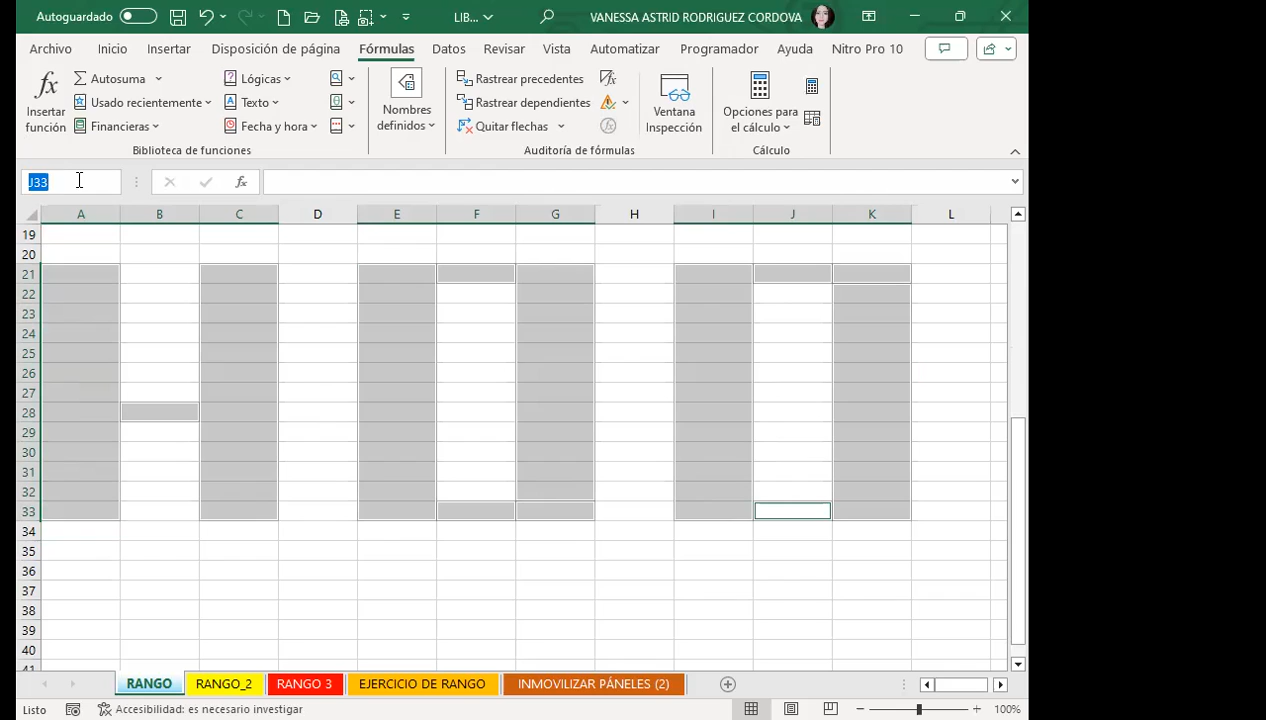 Autoguardado LIB... VANESSA ASTRID RODRIGUEZ CORDOVA
Archivo Inicio Insertar Disposición de página Fórmulas Datos Revisar Vista Automatizar Programador Ayuda Nitro Pro 10
Insertar función
Autosuma
Usado recientemente
Financieras
Lógicas
Texto
Fecha y hora
Biblioteca de funciones
Nombres definidos
Rastrear precedentes
Rastrear dependientes
Quitar flechas
Auditoría de fórmulas
Ventana Inspección
Opciones para el cálculo
Cálculo
J33 fx
A B C D E F G H I J K L
19
20
21
22
23
24
25
26
27
28
29
30
31
32
33
34
35
36
37
38
39
40
41
RANGO RANGO_2 RANGO 3 EJERCICIO DE RANGO INMOVILIZAR PÁNELES (2)
Listo Accesibilidad: es necesario investigar 100%